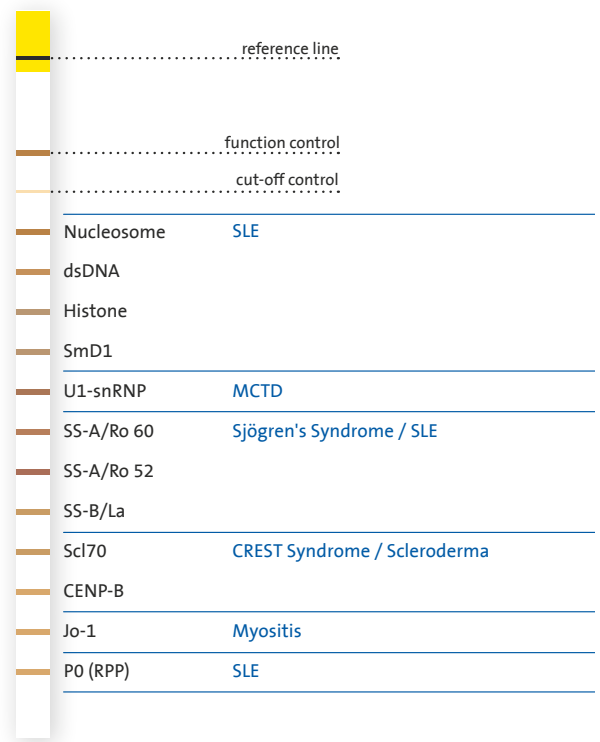 reference line
function control
cut-off control
Nucleosome SLE
dsDNA
Histone
SmD1
U1-snRNP MCTD
SS-A/Ro 60 Sjögren's Syndrome / SLE
SS-A/Ro 52
SS-B/La
Scl70 CREST Syndrome / Scleroderma
CENP-B
Jo-1 Myositis
P0 (RPP) SLE